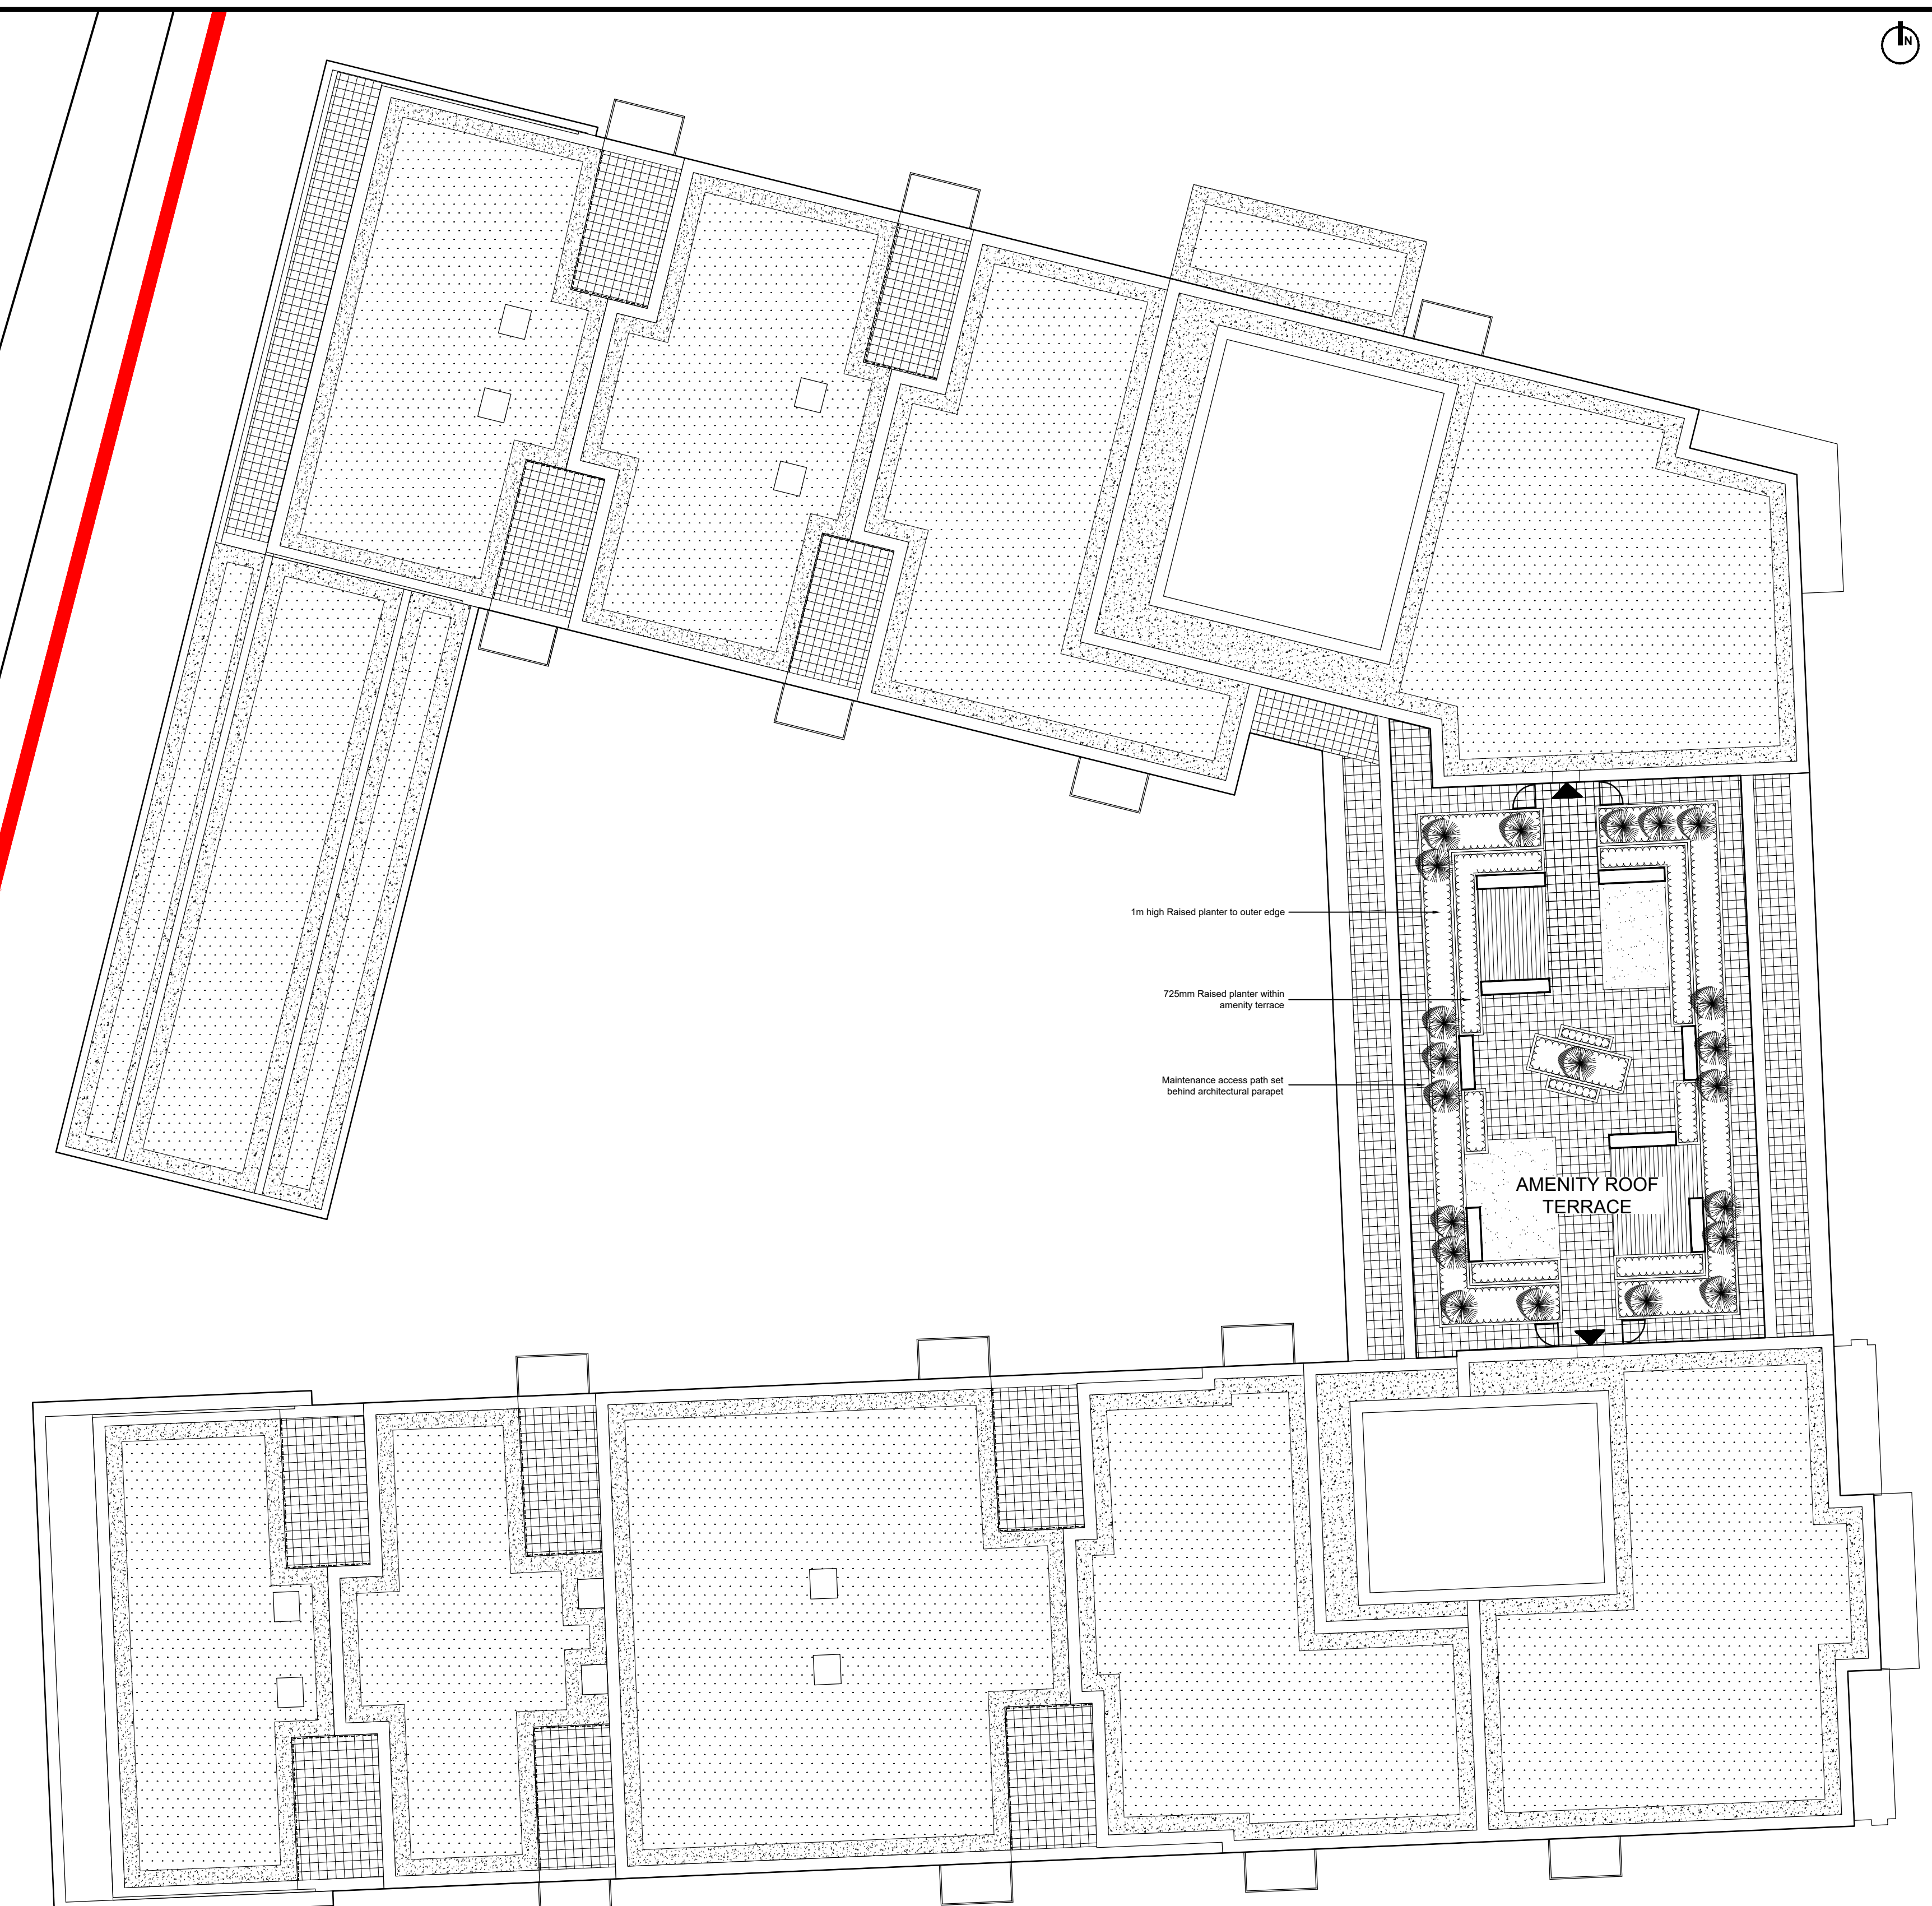 N
1m high Raised planter to outer edge
725mm Raised planter within
amenity terrace
Maintenance access path set
behind architectural parapet
AMENITY ROOF
TERRACE